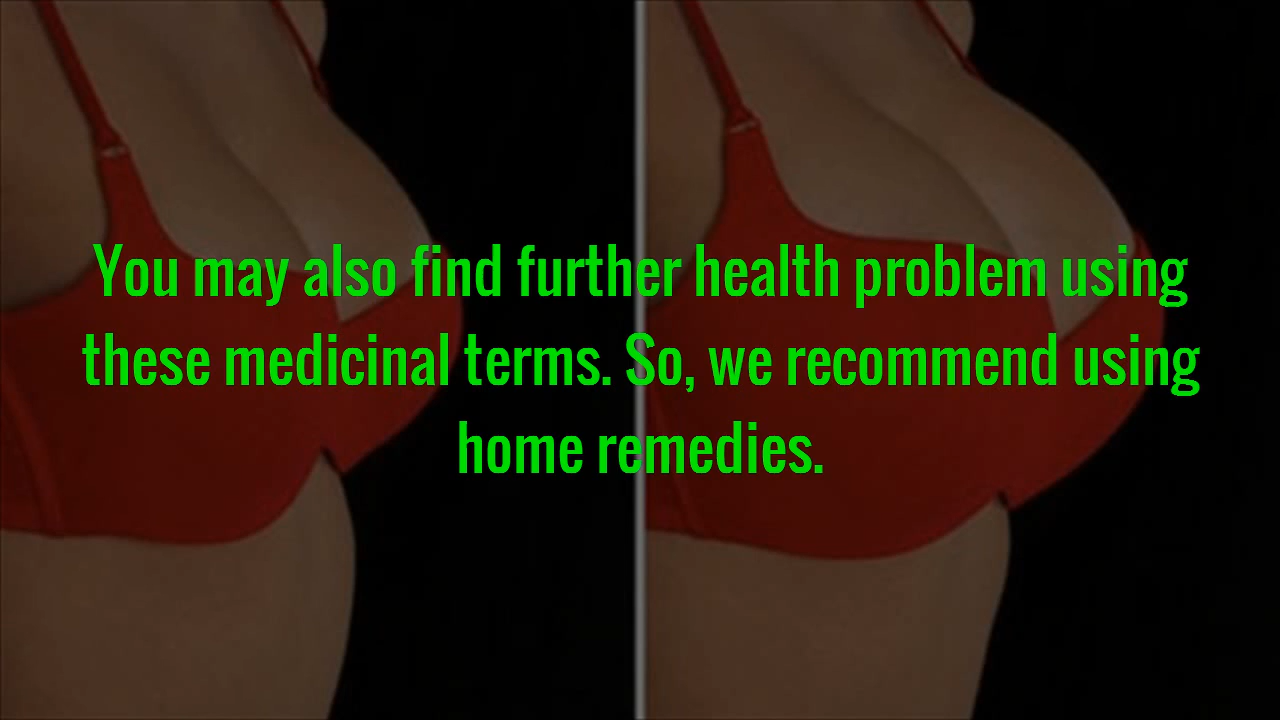 You may also find further health problem using
these medicinal terms. So, we recommend using
home remedies.